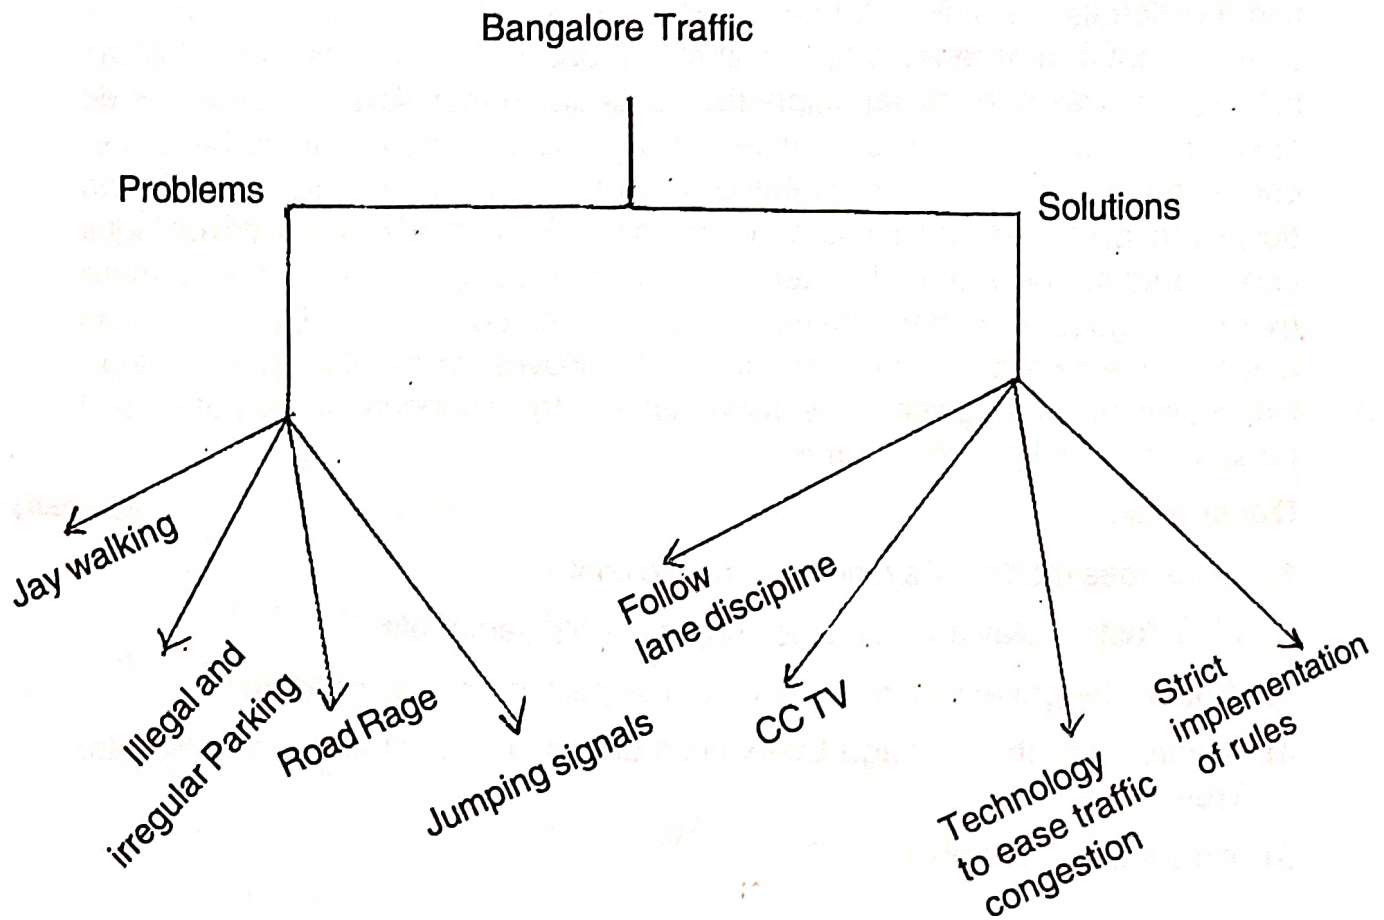 Bangalore Traffic
Problems
Solutions
Jay walking
Illegal and
irregular Parking
Road Rage
Jumping signals
Follow
lane discipline
CC TV
Technology
to ease traffic
congestion
Strict
implementation
of rules